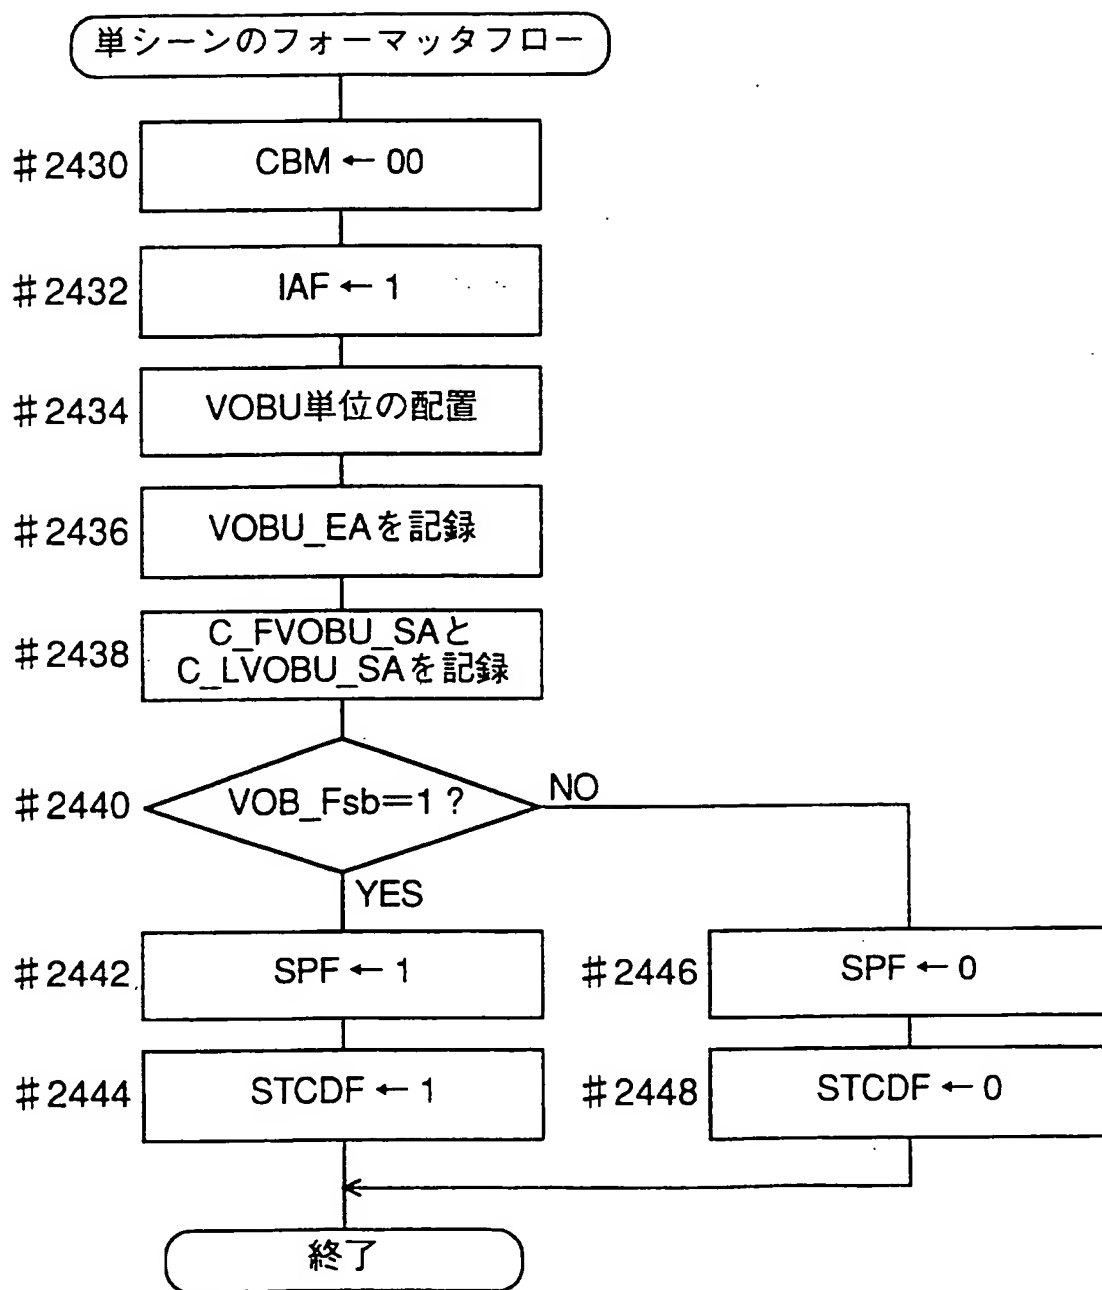 単シーンのフォーマッタフロー
#2430
CBM ← 00
#2432
IAF ← 1
#2434
VOBU単位の配置
#2436
VOBU_EAを記録
#2438
C_FVOBU_SAと
C_LVOBU_SAを記録
#2440
VOB_Fsb=1?
NO
YES
#2442
SPF ← 1
#2446
SPF ← 0
#2444
STCDF ← 1
#2448
STCDF ← 0
終了